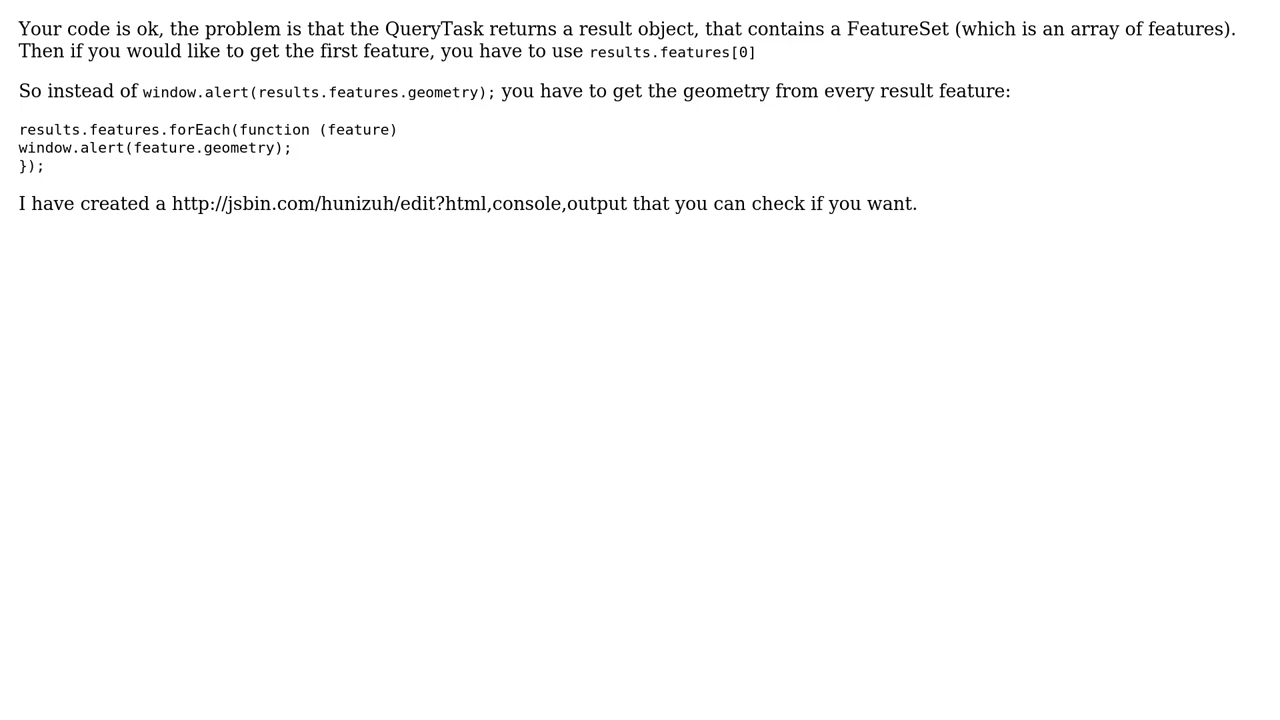 Your code is ok, the problem is that the QueryTask returns a result object, that contains a FeatureSet (which is an array of features).
Then if you would like to get the first feature, you have to use results.features[0]
So instead of window.alert(results.features.geometry); you have to get the geometry from every result feature:
results.features.forEach(function (feature)
window.alert(feature.geometry);
});
I have created a http://jsbin.com/hunizuh/edit?html,console,output that you can check if you want.